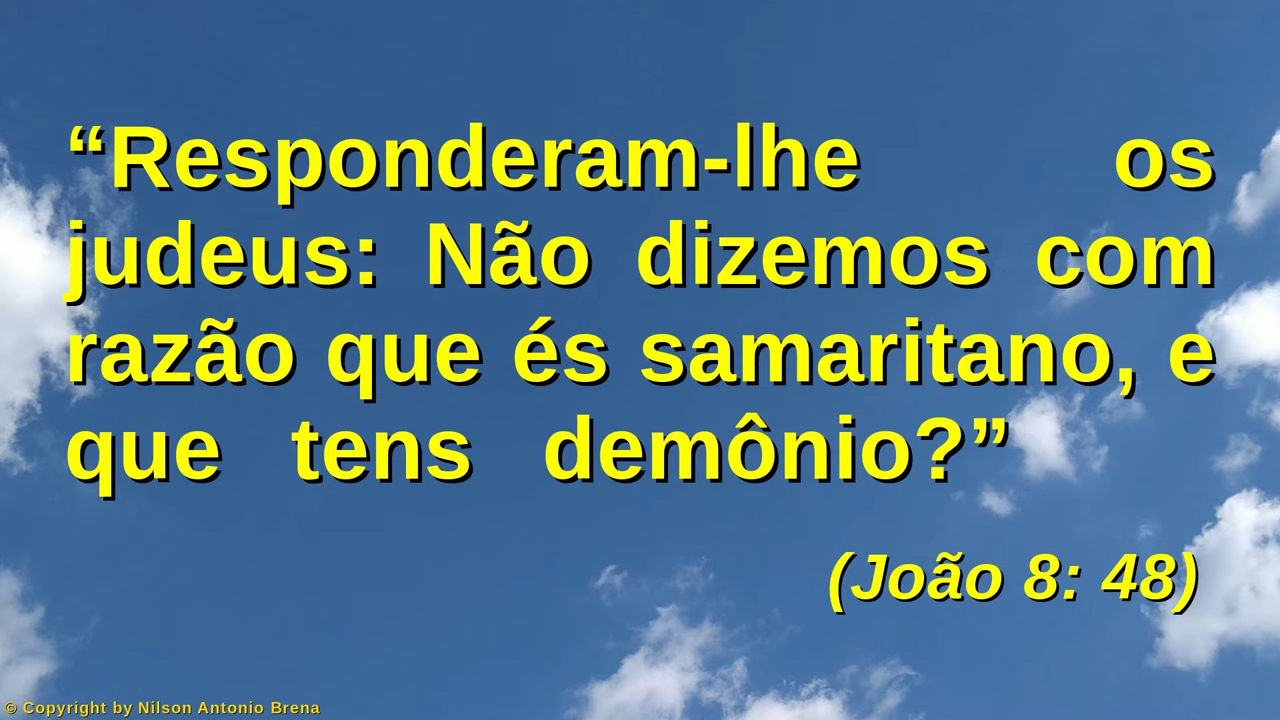 “Responderam-lhe os
judeus: Não dizemos com
razão que és samaritano, e
que tens demônio?”
(João 8: 48)
© Copyright by Nilson Antonio Brena